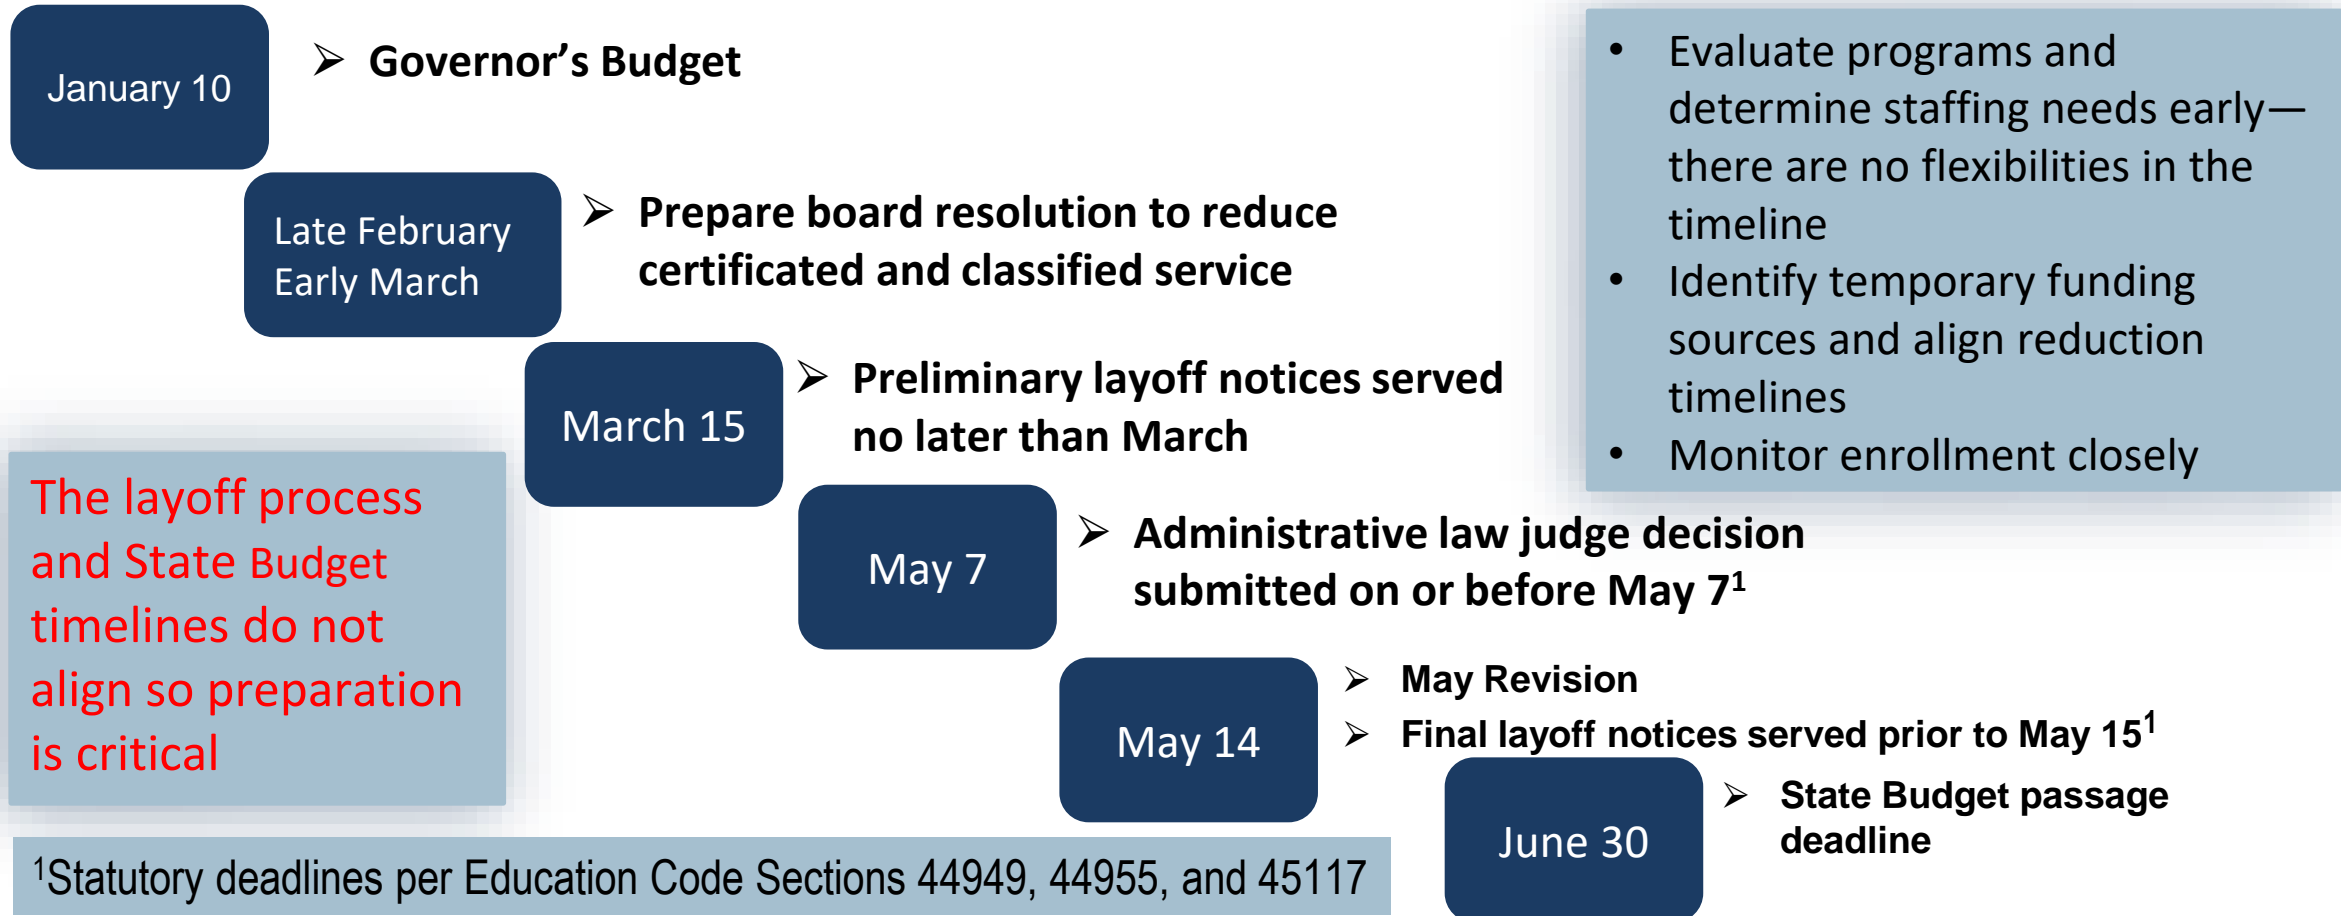 January 10
➢ Governor’s Budget
• Evaluate programs and
determine staffing needs early—
there are no flexibilities in the
timeline
• Identify temporary funding
sources and align reduction
timelines
• Monitor enrollment closely
Late February
Early March
➢ Prepare board resolution to reduce
certificated and classified service
March 15
➢ Preliminary layoff notices served
no later than March
The layoff process
and State Budget
timelines do not
align so preparation
is critical
May 7
➢ Administrative law judge decision
submitted on or before May 7¹
May 14
➢ May Revision
➢ Final layoff notices served prior to May 15¹
June 30
➢ State Budget passage
deadline
¹Statutory deadlines per Education Code Sections 44949, 44955, and 45117